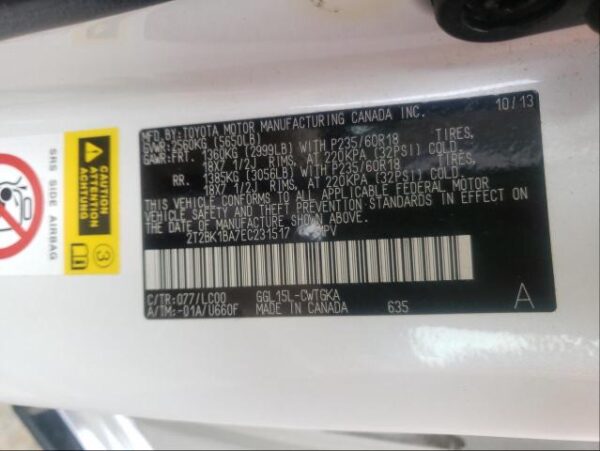 MFD. BY: TOYOTA MOTOR MANUFACTURING CANADA INC. 10/13
GVWR: 2560KG (5650LB)
GAWR: FRT. 1360KG (2999LB) WITH P235/60R18 TIRES,
18X7 1/2J RIMS, AT 220KPA (32PSI) COLD.
RR. 1385KG (3056LB) WITH P235/60R18 TIRES,
18X7 1/2J RIMS, AT 220KPA (32PSI) COLD.
THIS VEHICLE CONFORMS TO ALL APPLICABLE FEDERAL MOTOR
VEHICLE SAFETY AND THEFT PREVENTION STANDARDS IN EFFECT ON
THE DATE OF MANUFACTURE SHOWN ABOVE.
2T2BK1BA7EC231517 MPV
C/TR:077/LC00 GGL15L-CWTGKA A
A/TM:-01A/U660F MADE IN CANADA 635
SRS SIDE AIRBAG
CAUTION
ATTENTION
ACHTUNG
3